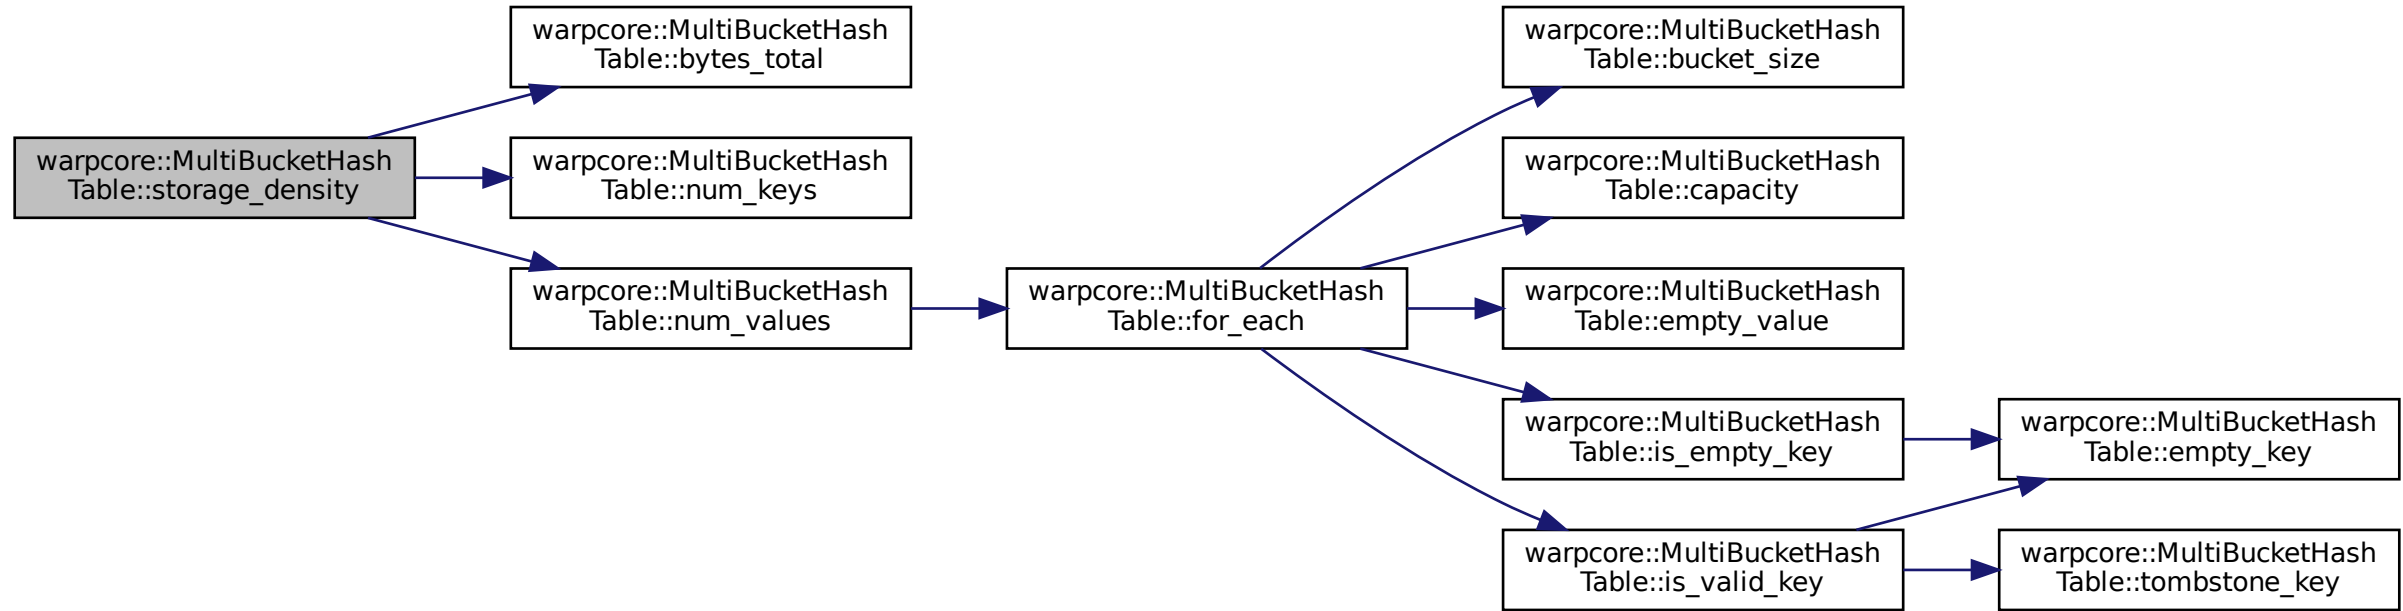 warpcore::MultiBucketHash
Table::storage_density
warpcore::MultiBucketHash
Table::bytes_total
warpcore::MultiBucketHash
Table::num_keys
warpcore::MultiBucketHash
Table::num_values
warpcore::MultiBucketHash
Table::for_each
warpcore::MultiBucketHash
Table::bucket_size
warpcore::MultiBucketHash
Table::capacity
warpcore::MultiBucketHash
Table::empty_value
warpcore::MultiBucketHash
Table::is_empty_key
warpcore::MultiBucketHash
Table::is_valid_key
warpcore::MultiBucketHash
Table::empty_key
warpcore::MultiBucketHash
Table::tombstone_key